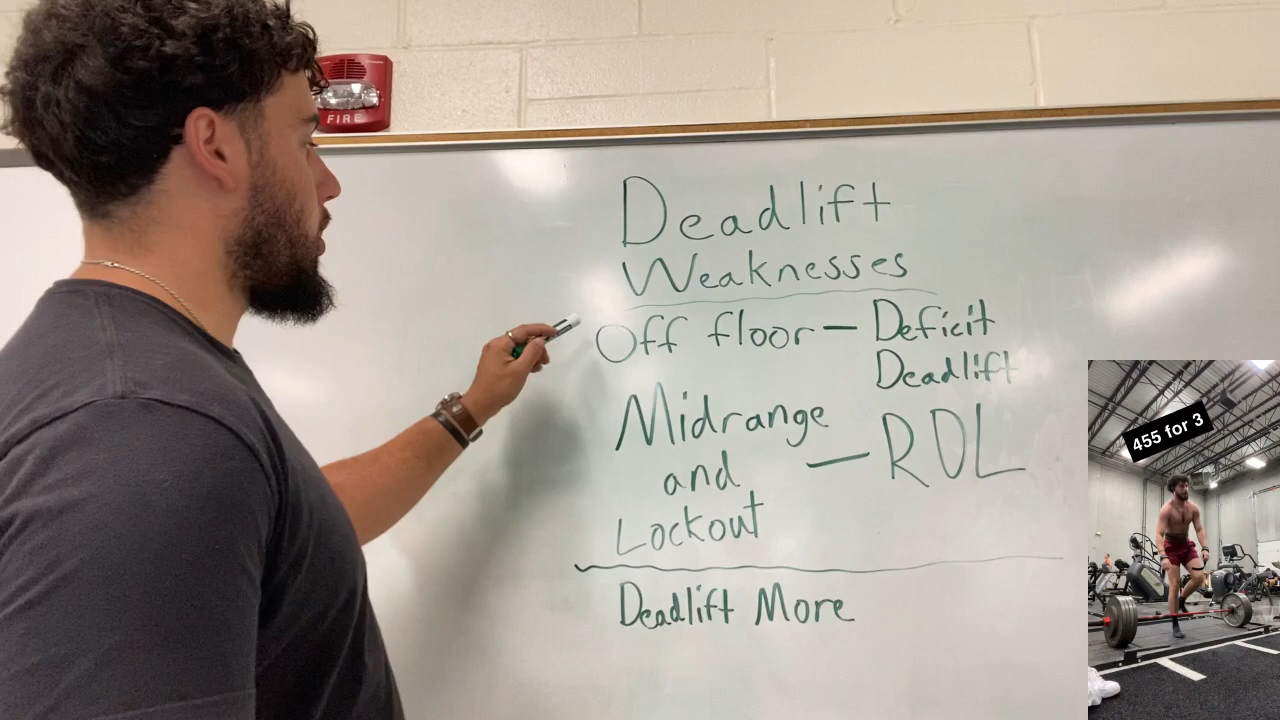 FIRE
Deadlift
Weaknesses
Off floor — Deficit
Deadlift
Midrange
and — RDL
Lockout
Deadlift More
455 for 3